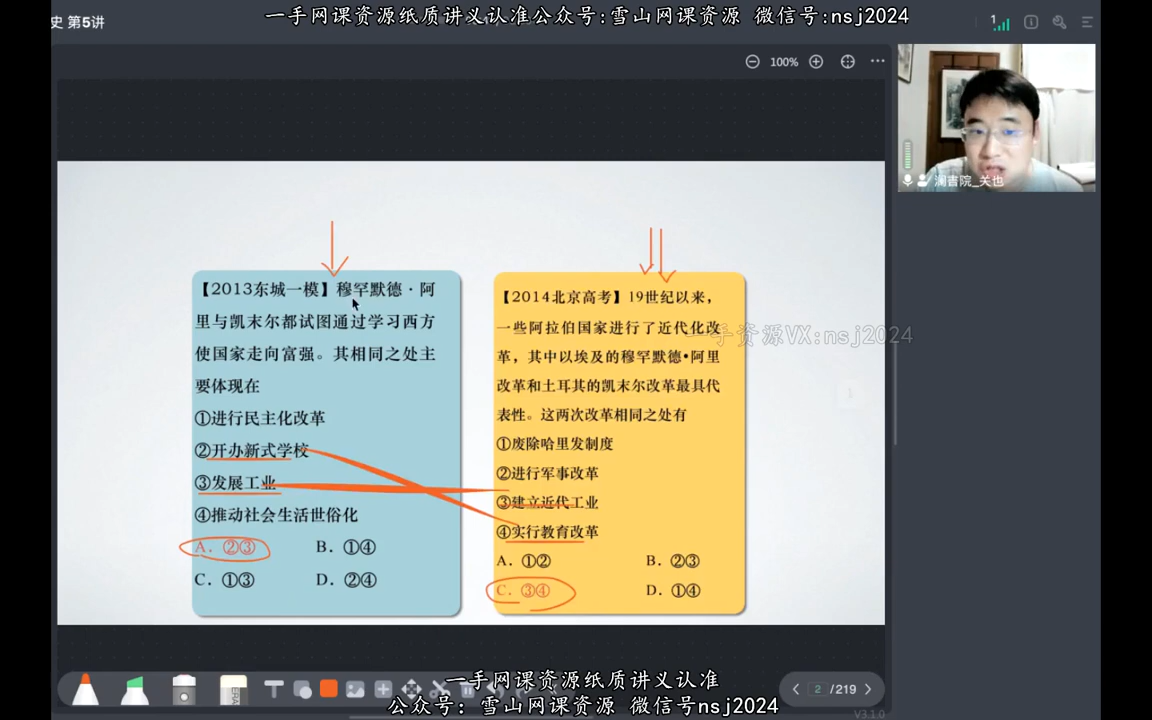 一手网课资源纸质讲义认准公众号:雪山网课资源 微信号:nsj2024
史 第5讲
1
100%
澜書院_关也
【2013东城一模】穆罕默德·阿
里与凯末尔都试图通过学习西方
使国家走向富强。其相同之处主
要体现在
①进行民主化改革
②开办新式学校
③发展工业
④推动社会生活世俗化
A．②③ B．①④
C．①③ D．②④
【2014北京高考】19世纪以来，
一些阿拉伯国家进行了近代化改
革，其中以埃及的穆罕默德•阿里
改革和土耳其的凯末尔改革最具代
表性。这两次改革相同之处有
①废除哈里发制度
②进行军事改革
③建立近代工业
④实行教育改革
A．①② B．②③
C．③④ D．①④
一手资源VX:nsj2024
2 /219
V3.1.0
一手网课资源纸质讲义认准
公众号: 雪山网课资源 微信号nsj2024